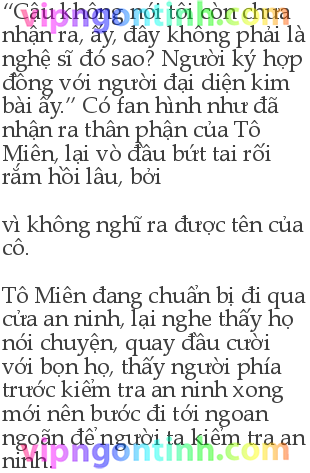 “Cậu không nói tôi còn chưa
vipngontinh.com
nhận ra, ấy, đây không phải là
nghệ sĩ đó sao? Người ký hợp
đồng với người đại diện kim
bài ấy.” Có fan hình như đã
nhận ra thân phận của Tô
Miên, lại vò đầu bứt tai rối
rắm hồi lâu, bởi
vì không nghĩ ra được tên của
cô.
Tô Miên đang chuẩn bị đi qua
cửa an ninh, lại nghe thấy họ
nói chuyện, quay đầu cười
với bọn họ, thấy người phía
trước kiểm tra an ninh xong
mới nên bước đi tới ngoan
ngoãn để người ta kiểm tra an
vipngontinh.com
ninh.